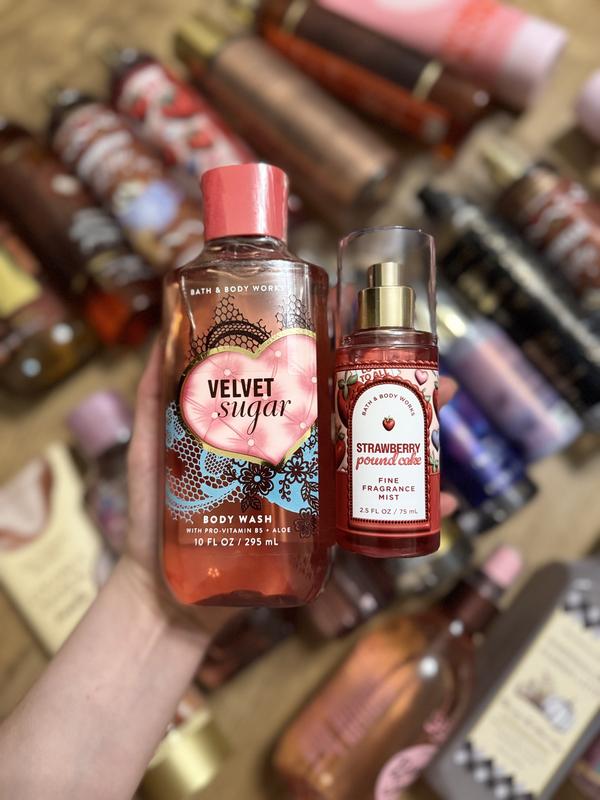 BATH & BODY WORKS
VELVET
sugar
BODY WASH
WITH PRO-VITAMIN B5 + ALOE
10 FL OZ / 295 mL
BATH & BODY WORKS
STRAWBERRY
pound cake
FINE
FRAGRANCE
MIST
2.5 FL OZ / 75 mL